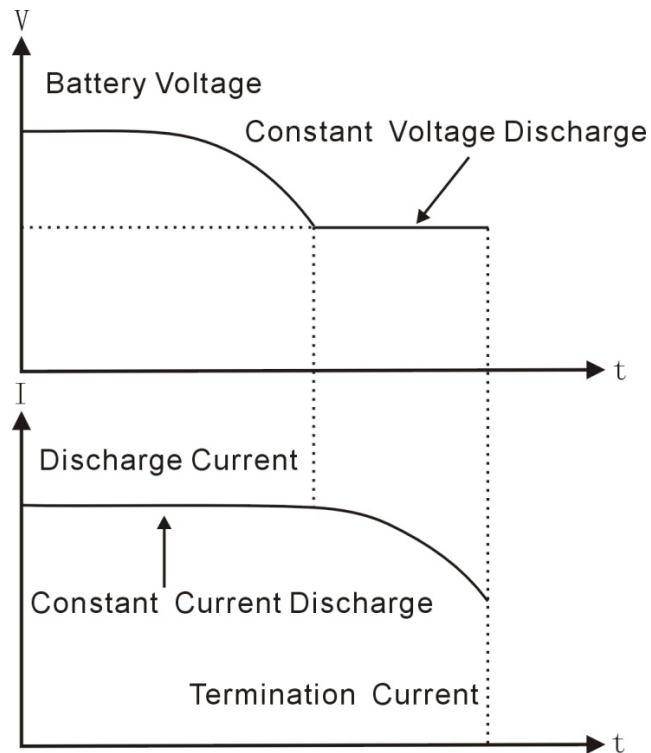 V
Battery Voltage
Constant Voltage Discharge
t
I
Discharge Current
Constant Current Discharge
Termination Current
t